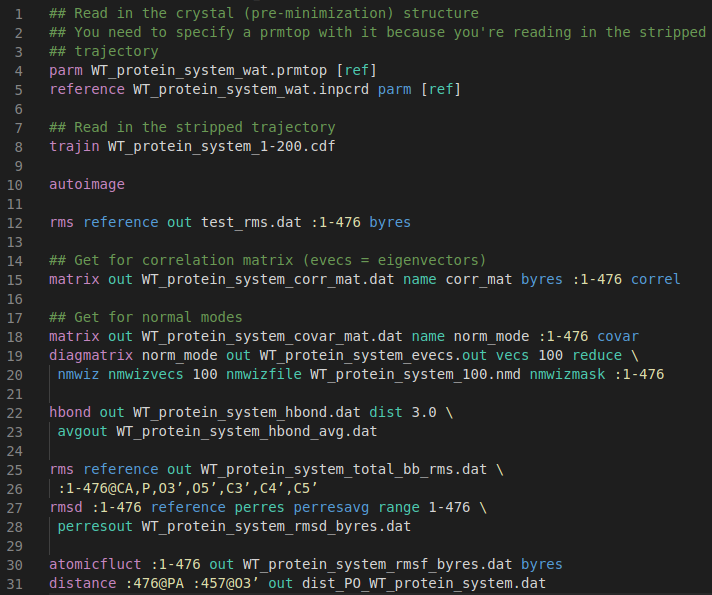 1 ## Read in the crystal (pre-minimization) structure
2 ## You need to specify a prmtop with it because you're reading in the stripped
3 ## trajectory
4 parm WT_protein_system_wat.prmtop [ref]
5 reference WT_protein_system_wat.inpcrd parm [ref]
6
7 ## Read in the stripped trajectory
8 trajin WT_protein_system_1-200.cdf
9
10 autoimage
11
12 rms reference out test_rms.dat :1-476 byres
13
14 ## Get for correlation matrix (evecs = eigenvectors)
15 matrix out WT_protein_system_corr_mat.dat name corr_mat byres :1-476 correl
16
17 ## Get for normal modes
18 matrix out WT_protein_system_covar_mat.dat name norm_mode :1-476 covar
19 diagmatrix norm_mode out WT_protein_system_evecs.out vecs 100 reduce \
20 nmwiz nmwizvecs 100 nmwizfile WT_protein_system_100.nmd nmwizmask :1-476
21
22 hbond out WT_protein_system_hbond.dat dist 3.0 \
23 avgout WT_protein_system_hbond_avg.dat
24
25 rms reference out WT_protein_system_total_bb_rms.dat \
26 :1-476@CA,P,O3’,O5’,C3’,C4’,C5’
27 rmsd :1-476 reference perres perresavg range 1-476 \
28 perresout WT_protein_system_rmsd_byres.dat
29
30 atomicfluct :1-476 out WT_protein_system_rmsf_byres.dat byres
31 distance :476@PA :457@O3’ out dist_PO_WT_protein_system.dat